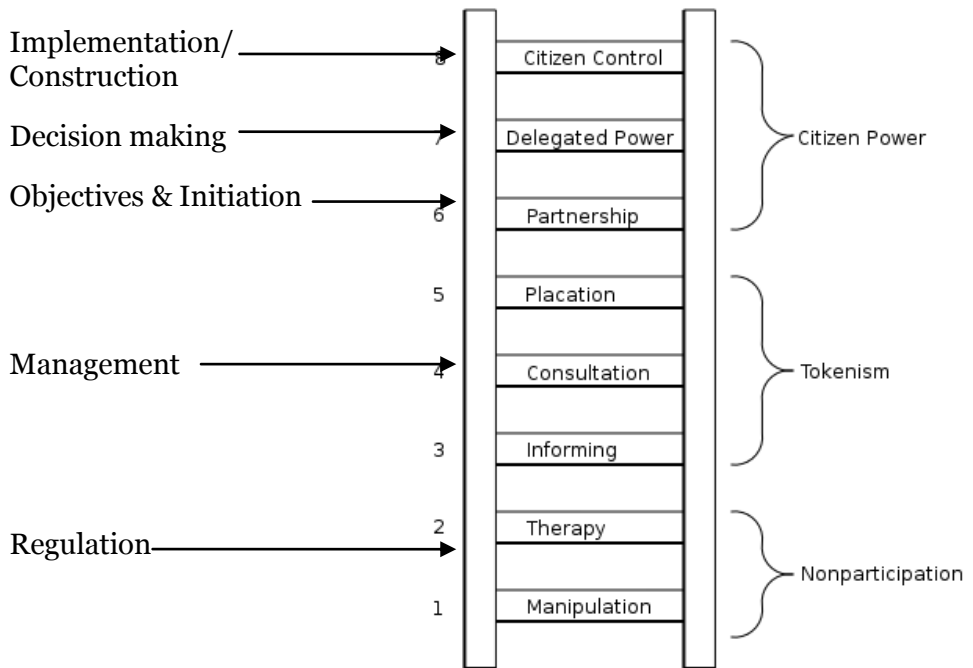 Implementation/
Construction
8
Citizen Control
Decision making
7
Delegated Power
Citizen Power
Objectives & Initiation
6
Partnership
5
Placation
Management
4
Consultation
Tokenism
3
Informing
Regulation
2
Therapy
Nonparticipation
1
Manipulation